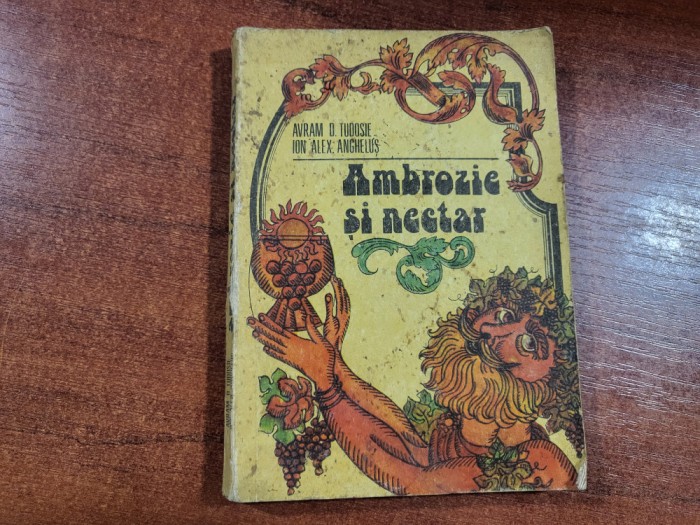 AVRAM D. TUDOSIE
ION ALEX. ANGHELUȘ
Ambrozie
și nectar